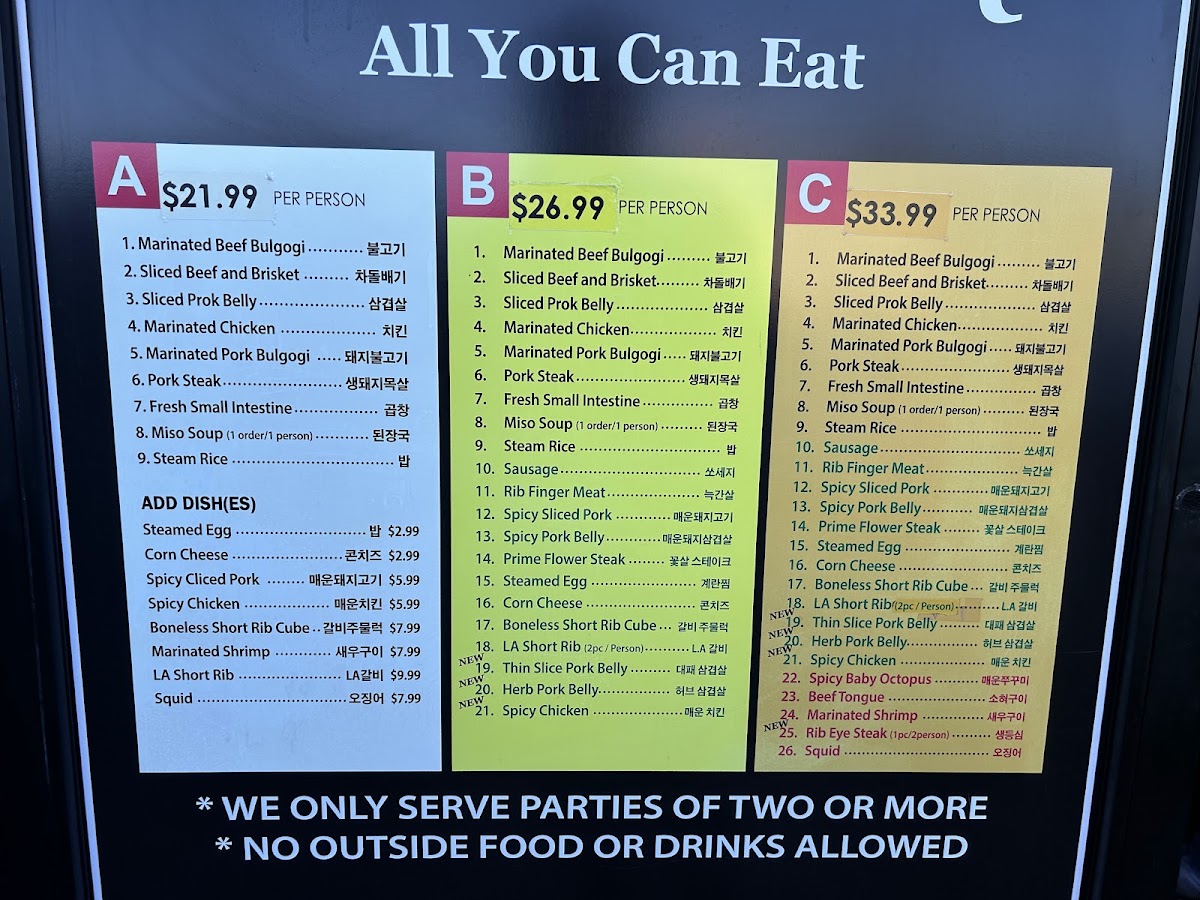 All You Can Eat
A
$21.99 PER PERSON
1. Marinated Beef Bulgogi ........... 불고기
2. Sliced Beef and Brisket ......... 차돌배기
3. Sliced Prok Belly ..................... 삼겹살
4. Marinated Chicken ................... 치킨
5. Marinated Pork Bulgogi ..... 돼지불고기
6. Pork Steak ......................... 생돼지목살
7. Fresh Small Intestine ................. 곱창
8. Miso Soup (1 order/1 person) ........... 된장국
9. Steam Rice .................................. 밥
ADD DISH(ES)
Steamed Egg ........................... 밥 $2.99
Corn Cheese ...................... 콘치즈 $2.99
Spicy Cliced Pork ........ 매운돼지고기 $5.99
Spicy Chicken ................. 매운치킨 $5.99
Boneless Short Rib Cube .. 갈비주물럭 $7.99
Marinated Shrimp ........... 새우구이 $7.99
LA Short Rib ..................... LA갈비 $9.99
Squid .............................. 오징어 $7.99
B
$26.99 PER PERSON
1. Marinated Beef Bulgogi ......... 불고기
2. Sliced Beef and Brisket ......... 차돌배기
3. Sliced Prok Belly ................... 삼겹살
4. Marinated Chicken ................. 치킨
5. Marinated Pork Bulgogi ..... 돼지불고기
6. Pork Steak ....................... 생돼지목살
7. Fresh Small Intestine .............. 곱창
8. Miso Soup (1 order/1 person) ......... 된장국
9. Steam Rice ............................. 밥
10. Sausage ............................. 쏘세지
11. Rib Finger Meat ................... 늑간살
12. Spicy Sliced Pork ............ 매운돼지고기
13. Spicy Pork Belly ............ 매운돼지삼겹살
14. Prime Flower Steak ........ 꽃살 스테이크
15. Steamed Egg ....................... 계란찜
16. Corn Cheese ....................... 콘치즈
17. Boneless Short Rib Cube ... 갈비 주물럭
18. LA Short Rib (2pc / Person) .......... L.A 갈비
NEW
19. Thin Slice Pork Belly .......... 대패 삼겹살
NEW
20. Herb Pork Belly ............... 허브 삼겹살
NEW
21. Spicy Chicken .................... 매운 치킨
C
$33.99 PER PERSON
1. Marinated Beef Bulgogi ......... 불고기
2. Sliced Beef and Brisket ......... 차돌배기
3. Sliced Prok Belly ................... 삼겹살
4. Marinated Chicken ................. 치킨
5. Marinated Pork Bulgogi ..... 돼지불고기
6. Pork Steak ....................... 생돼지목살
7. Fresh Small Intestine .............. 곱창
8. Miso Soup (1 order/1 person) ......... 된장국
9. Steam Rice ............................. 밥
10. Sausage ............................. 쏘세지
11. Rib Finger Meat ................... 늑간살
12. Spicy Sliced Pork ........... 매운돼지고기
13. Spicy Pork Belly ........... 매운돼지삼겹살
14. Prime Flower Steak ........ 꽃살 스테이크
15. Steamed Egg ....................... 계란찜
16. Corn Cheese ....................... 콘치즈
17. Boneless Short Rib Cube ... 갈비 주물럭
18. LA Short Rib (2pc / Person) .......... L.A 갈비
NEW
19. Thin Slice Pork Belly .......... 대패 삼겹살
NEW
20. Herb Pork Belly ............... 허브 삼겹살
NEW
21. Spicy Chicken .................... 매운 치킨
22. Spicy Baby Octopus .......... 매운쭈꾸미
23. Beef Tongue ..................... 소혀구이
24. Marinated Shrimp .............. 새우구이
NEW
25. Rib Eye Steak (1pc/2person) ......... 생등심
26. Squid ................................. 오징어
* WE ONLY SERVE PARTIES OF TWO OR MORE
* NO OUTSIDE FOOD OR DRINKS ALLOWED